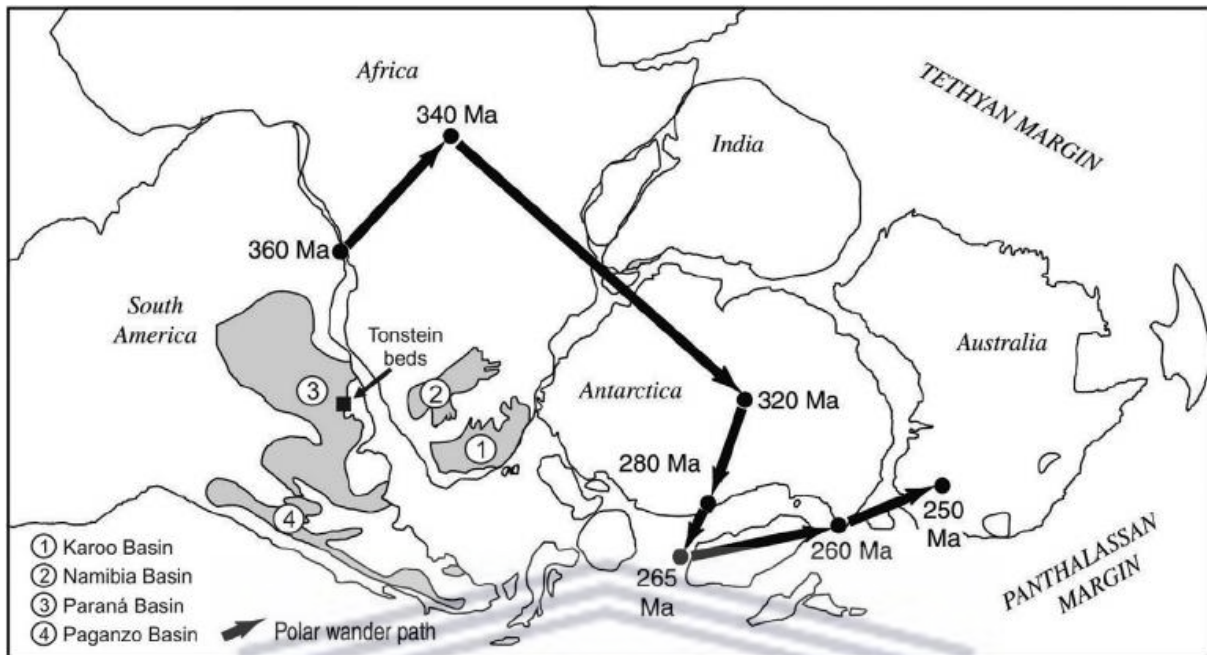 Africa
TETHYAN MARGIN
340 Ma
India
360 Ma
South
America
Tonstein
beds
Australia
Antarctica
320 Ma
3
2
1
280 Ma
4
250
Ma
260 Ma
265
Ma
PANTHALASSAN
MARGIN
1 Karoo Basin
2 Namibia Basin
3 Paraná Basin
4 Paganzo Basin
Polar wander path